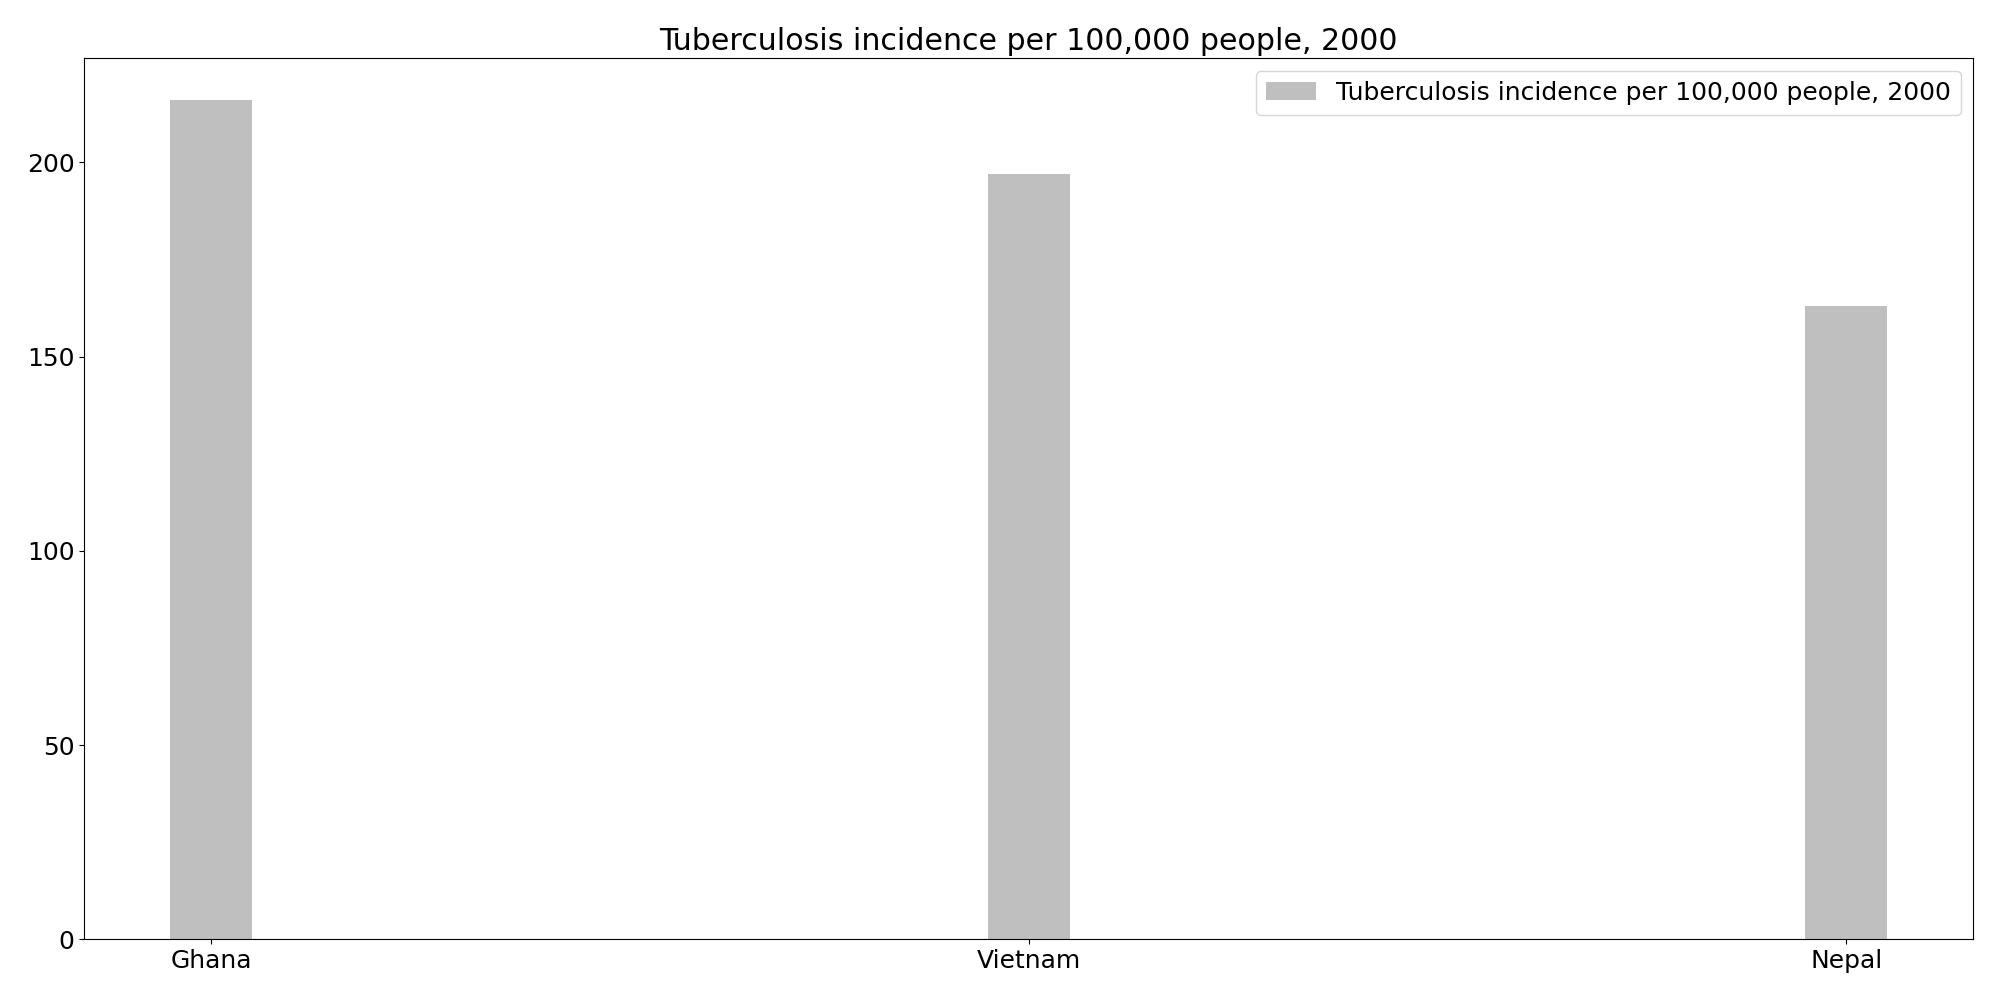 Tuberculosis incidence per 100,000 people, 2000
Tuberculosis incidence per 100,000 people, 2000
200
150
100
50
0
Ghana Vietnam Nepal